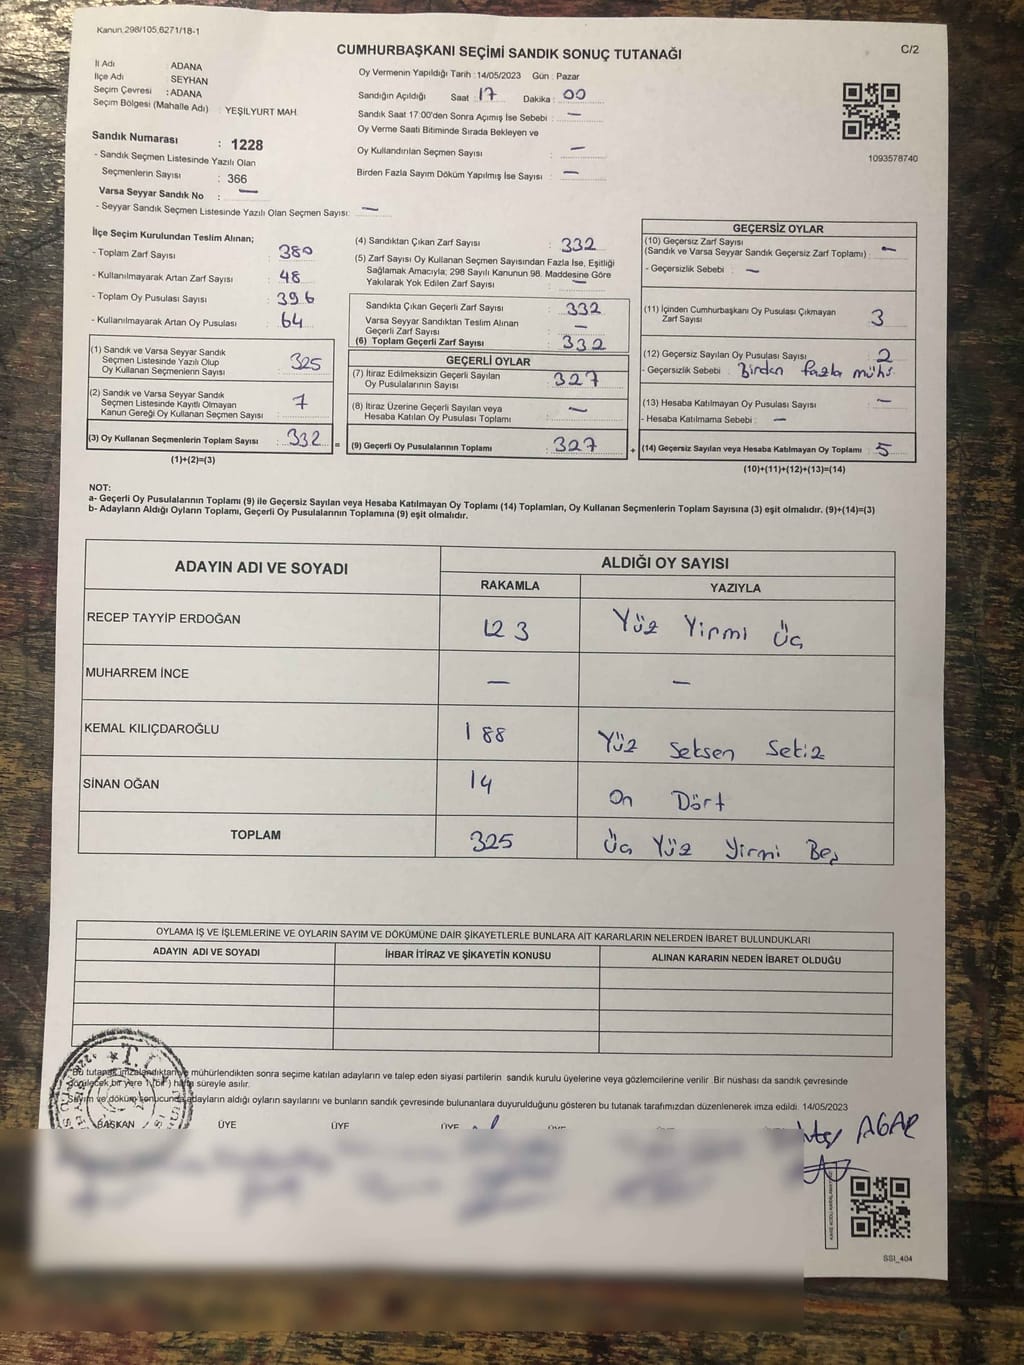 Kanun.298/105,6271/18-1
C/2
CUMHURBAŞKANI SEÇİMİ SANDIK SONUÇ TUTANAĞI
İl Adı : ADANA
İlçe Adı : SEYHAN
Seçim Çevresi : ADANA
Seçim Bölgesi (Mahalle Adı) : YEŞİLYURT MAH.
Sandık Numarası : 1228
- Sandık Seçmen Listesinde Yazılı Olan
Seçmenlerin Sayısı : 366
Varsa Seyyar Sandık No : —
- Seyyar Sandık Seçmen Listesinde Yazılı Olan Seçmen Sayısı: —
Oy Vermenin Yapıldığı Tarih : 14/05/2023 Gün : Pazar
Sandığın Açıldığı Saat : 17 Dakika : 00
Sandık Saat 17:00'den Sonra Açımış İse Sebebi : —
Oy Verme Saati Bitiminde Sırada Bekleyen ve
Oy Kullandırılan Seçmen Sayısı : —
Birden Fazla Sayım Döküm Yapılmış İse Sayısı : —
1093578740
İlçe Seçim Kurulundan Teslim Alınan;
- Toplam Zarf Sayısı : 380
- Kullanılmayarak Artan Zarf Sayısı : 48
- Toplam Oy Pusulası Sayısı : 396
- Kullanılmayarak Artan Oy Pusulası : 64
(1) Sandık ve Varsa Seyyar Sandık
Seçmen Listesinde Yazılı Olup
Oy Kullanan Seçmenlerin Sayısı : 325
(2) Sandık ve Varsa Seyyar Sandık
Seçmen Listesinde Kayıtlı Olmayan
Kanun Gereği Oy Kullanan Seçmen Sayısı : 7
(3) Oy Kullanan Seçmenlerin Toplam Sayısı : 332 =
(1)+(2)=(3)
(4) Sandıktan Çıkan Zarf Sayısı : 332
(5) Zarf Sayısı Oy Kullanan Seçmen Sayısından Fazla İse, Eşitliği
Sağlamak Amacıyla; 298 Sayılı Kanunun 98. Maddesine Göre
Yakılarak Yok Edilen Zarf Sayısı : —
Sandıkta Çıkan Geçerli Zarf Sayısı : 332
Varsa Seyyar Sandıktan Teslim Alınan
Geçerli Zarf Sayısı : —
(6) Toplam Geçerli Zarf Sayısı : 332
GEÇERLİ OYLAR
(7) İtiraz Edilmeksizin Geçerli Sayılan
Oy Pusulalarının Sayısı : 327
(8) İtiraz Üzerine Geçerli Sayılan veya
Hesaba Katılan Oy Pusulası Toplamı : —
(9) Geçerli Oy Pusulalarının Toplamı : 327 +
GEÇERSİZ OYLAR
(10) Geçersiz Zarf Sayısı
(Sandık ve Varsa Seyyar Sandık Geçersiz Zarf Toplamı) : —
- Geçersizlik Sebebi : —
(11) İçinden Cumhurbaşkanı Oy Pusulası Çıkmayan
Zarf Sayısı : 3
(12) Geçersiz Sayılan Oy Pusulası Sayısı : 2
- Geçersizlik Sebebi : Birden fazla mühr.
(13) Hesaba Katılmayan Oy Pusulası Sayısı : —
- Hesaba Katılmama Sebebi : —
(14) Geçersiz Sayılan veya Hesaba Katılmayan Oy Toplamı : 5
(10)+(11)+(12)+(13)=(14)
NOT:
a- Geçerli Oy Pusulalarının Toplamı (9) ile Geçersiz Sayılan veya Hesaba Katılmayan Oy Toplamı (14) Toplamları, Oy Kullanan Seçmenlerin Toplam Sayısına (3) eşit olmalıdır. (9)+(14)=(3)
b- Adayların Aldığı Oyların Toplamı, Geçerli Oy Pusulalarının Toplamına (9) eşit olmalıdır.
ADAYIN ADI VE SOYADI
ALDIĞI OY SAYISI
RAKAMLA YAZIYLA
RECEP TAYYİP ERDOĞAN 123 Yüz Yirmi Üç
MUHARREM İNCE — —
KEMAL KILIÇDAROĞLU 188 Yüz Seksen Sekiz
SİNAN OĞAN 14 On Dört
TOPLAM 325 Üç Yüz Yirmi Beş
OYLAMA İŞ VE İŞLEMLERİNE VE OYLARIN SAYIM VE DÖKÜMÜNE DAİR ŞİKAYETLERLE BUNLARA AİT KARARLARIN NELERDEN İBARET BULUNDUKLARI
ADAYIN ADI VE SOYADI İHBAR İTİRAZ VE ŞİKAYETİN KONUSU ALINAN KARARIN NEDEN İBARET OLDUĞU
T.C.
Bu tutanak imzalandıktan ve mühürlendikten sonra seçime katılan adayların ve talep eden siyasi partilerin sandık kurulu üyelerine veya gözlemcilerine verilir. Bir nüshası da sandık çevresinde
görülecek bir yere 1 (bir) hafta süreyle asılır.
Sayım ve döküm sonucunda adayların aldığı oyların sayılarını ve bunların sandık çevresinde bulunanlara duyurulduğunu gösteren bu tutanak tarafımızdan düzenlenerek imza edildi. 14/05/2023
BAŞKAN ÜYE ÜYE ÜYE
AGAR
SSI_404